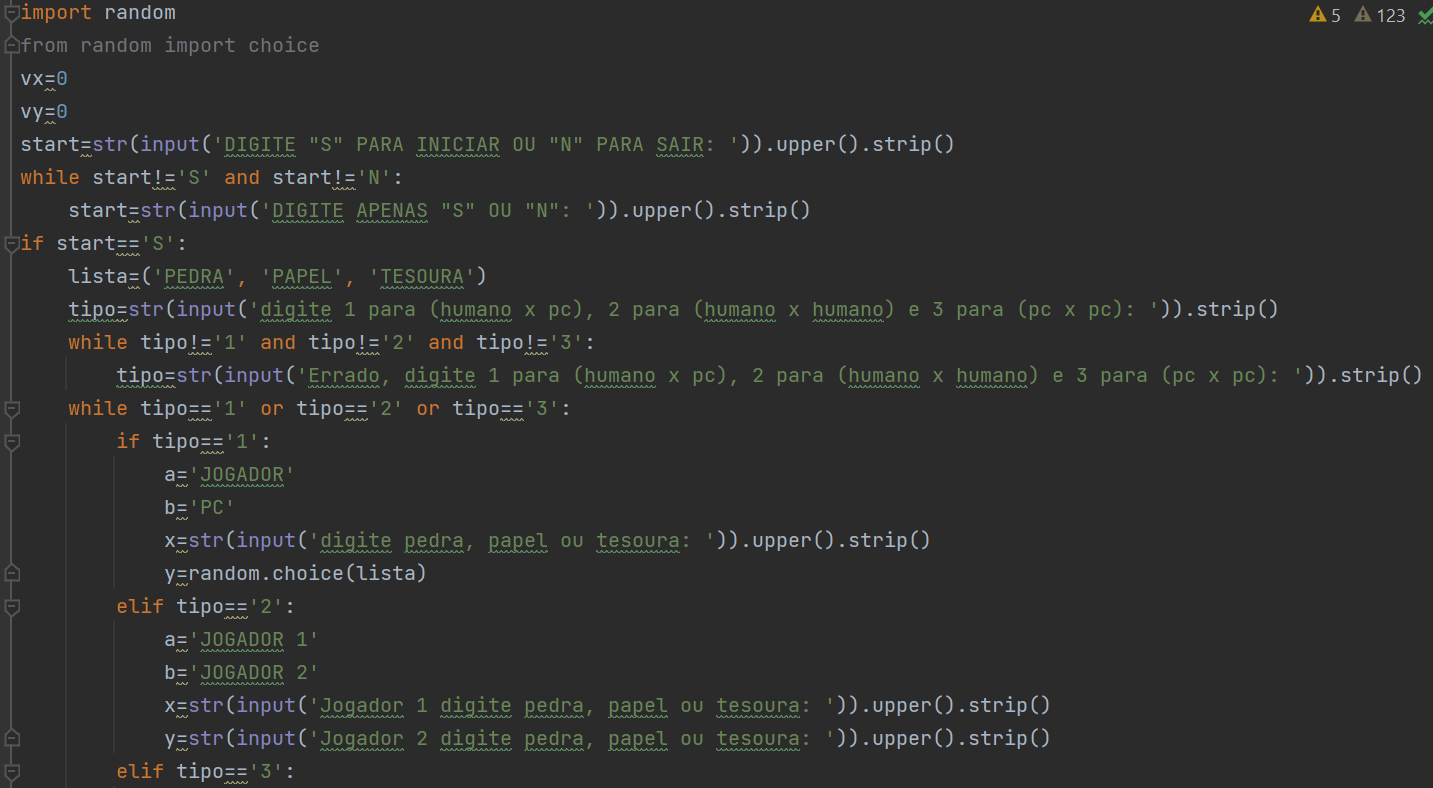 import random
5 123
from random import choice
vx=0
vy=0
start=str(input('DIGITE "S" PARA INICIAR OU "N" PARA SAIR: ')).upper().strip()
while start!='S' and start!='N':
    start=str(input('DIGITE APENAS "S" OU "N": ')).upper().strip()
if start=='S':
    lista=('PEDRA', 'PAPEL', 'TESOURA')
    tipo=str(input('digite 1 para (humano x pc), 2 para (humano x humano) e 3 para (pc x pc): ')).strip()
    while tipo!='1' and tipo!='2' and tipo!='3':
        tipo=str(input('Errado, digite 1 para (humano x pc), 2 para (humano x humano) e 3 para (pc x pc): ')).strip()
    while tipo=='1' or tipo=='2' or tipo=='3':
        if tipo=='1':
            a='JOGADOR'
            b='PC'
            x=str(input('digite pedra, papel ou tesoura: ')).upper().strip()
            y=random.choice(lista)
        elif tipo=='2':
            a='JOGADOR 1'
            b='JOGADOR 2'
            x=str(input('Jogador 1 digite pedra, papel ou tesoura: ')).upper().strip()
            y=str(input('Jogador 2 digite pedra, papel ou tesoura: ')).upper().strip()
        elif tipo=='3':